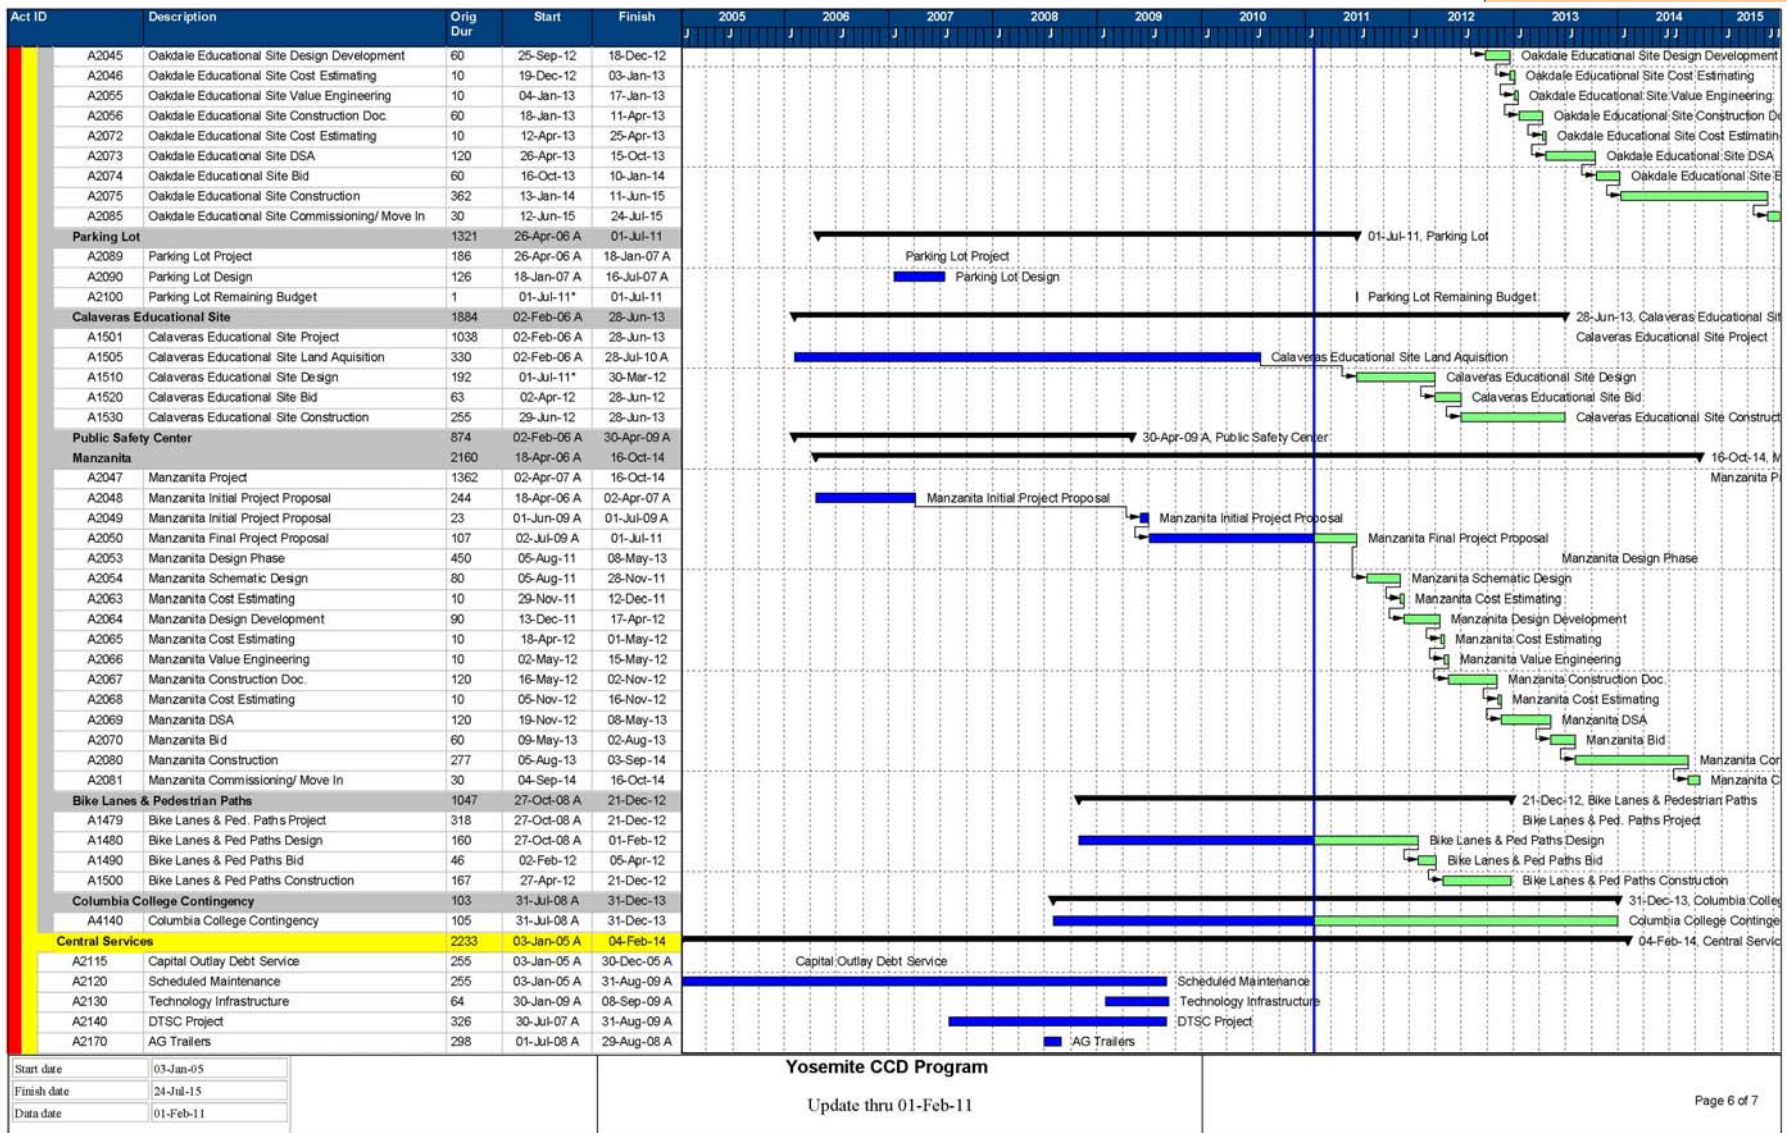 Act ID Description Orig Dur Start Finish 2005 2006 2007 2008 2009 2010 2011 2012 2013 2014 2015
J J J J J J J J J J J J J J J J J J J J J J
A2045 Oakdale Educational Site Design Development 60 25-Sep-12 18-Dec-12 Oakdale Educational Site Design Development
A2046 Oakdale Educational Site Cost Estimating 10 19-Dec-12 03-Jan-13 Oakdale Educational Site Cost Estimating
A2055 Oakdale Educational Site Value Engineering 10 04-Jan-13 17-Jan-13 Oakdale Educational Site Value Engineering
A2056 Oakdale Educational Site Construction Doc. 60 18-Jan-13 11-Apr-13 Oakdale Educational Site Construction Do
A2072 Oakdale Educational Site Cost Estimating 10 12-Apr-13 25-Apr-13 Oakdale Educational Site Cost Estimatin
A2073 Oakdale Educational Site DSA 120 26-Apr-13 15-Oct-13 Oakdale Educational Site DSA
A2074 Oakdale Educational Site Bid 60 16-Oct-13 10-Jan-14 Oakdale Educational Site
A2075 Oakdale Educational Site Construction 362 13-Jan-14 11-Jun-15
A2085 Oakdale Educational Site Commissioning/ Move In 30 12-Jun-15 24-Jul-15
Parking Lot 1321 26-Apr-06 A 01-Jul-11 01-Jul-11, Parking Lot
A2089 Parking Lot Project 186 26-Apr-06 A 18-Jan-07 A Parking Lot Project
A2090 Parking Lot Design 126 18-Jan-07 A 16-Jul-07 A Parking Lot Design
A2100 Parking Lot Remaining Budget 1 01-Jul-11* 01-Jul-11 Parking Lot Remaining Budget
Calaveras Educational Site 1884 02-Feb-06 A 28-Jun-13 28-Jun-13, Calaveras Educational Sit
A1501 Calaveras Educational Site Project 1038 02-Feb-06 A 28-Jun-13 Calaveras Educational Site Project
A1505 Calaveras Educational Site Land Aquisition 330 02-Feb-06 A 28-Jul-10 A Calaveras Educational Site Land Aquisition
A1510 Calaveras Educational Site Design 192 01-Jul-11* 30-Mar-12 Calaveras Educational Site Design
A1520 Calaveras Educational Site Bid 63 02-Apr-12 28-Jun-12 Calaveras Educational Site Bid
A1530 Calaveras Educational Site Construction 255 29-Jun-12 28-Jun-13 Calaveras Educational Site Construct
Public Safety Center 874 02-Feb-06 A 30-Apr-09 A 30-Apr-09 A, Public Safety Center
Manzanita 2160 18-Apr-06 A 16-Oct-14 16-Oct-14, M
A2047 Manzanita Project 1362 02-Apr-07 A 16-Oct-14 Manzanita P
A2048 Manzanita Initial Project Proposal 244 18-Apr-06 A 02-Apr-07 A Manzanita Initial Project Proposal
A2049 Manzanita Initial Project Proposal 23 01-Jun-09 A 01-Jul-09 A Manzanita Initial Project Proposal
A2050 Manzanita Final Project Proposal 107 02-Jul-09 A 01-Jul-11 Manzanita Final Project Proposal
A2053 Manzanita Design Phase 450 05-Aug-11 08-May-13 Manzanita Design Phase
A2054 Manzanita Schematic Design 80 05-Aug-11 28-Nov-11 Manzanita Schematic Design
A2063 Manzanita Cost Estimating 10 29-Nov-11 12-Dec-11 Manzanita Cost Estimating
A2064 Manzanita Design Development 90 13-Dec-11 17-Apr-12 Manzanita Design Development
A2065 Manzanita Cost Estimating 10 18-Apr-12 01-May-12 Manzanita Cost Estimating
A2066 Manzanita Value Engineering 10 02-May-12 15-May-12 Manzanita Value Engineering
A2067 Manzanita Construction Doc. 120 16-May-12 02-Nov-12 Manzanita Construction Doc.
A2068 Manzanita Cost Estimating 10 05-Nov-12 16-Nov-12 Manzanita Cost Estimating
A2069 Manzanita DSA 120 19-Nov-12 08-May-13 Manzanita DSA
A2070 Manzanita Bid 60 09-May-13 02-Aug-13 Manzanita Bid
A2080 Manzanita Construction 277 05-Aug-13 03-Sep-14 Manzanita Con
A2081 Manzanita Commissioning/ Move In 30 04-Sep-14 16-Oct-14 Manzanita C
Bike Lanes & Pedestrian Paths 1047 27-Oct-08 A 21-Dec-12 21-Dec-12, Bike Lanes & Pedestrian Paths
A1479 Bike Lanes & Ped. Paths Project 318 27-Oct-08 A 21-Dec-12 Bike Lanes & Ped. Paths Project
A1480 Bike Lanes & Ped Paths Design 160 27-Oct-08 A 01-Feb-12 Bike Lanes & Ped Paths Design
A1490 Bike Lanes & Ped Paths Bid 46 02-Feb-12 05-Apr-12 Bike Lanes & Ped Paths Bid
A1500 Bike Lanes & Ped Paths Construction 167 27-Apr-12 21-Dec-12 Bike Lanes & Ped Paths Construction
Columbia College Contingency 103 31-Jul-08 A 31-Dec-13 31-Dec-13, Columbia Colleg
A4140 Columbia College Contingency 105 31-Jul-08 A 31-Dec-13 Columbia College Continge
Central Services 2233 03-Jan-05 A 04-Feb-14 04-Feb-14, Central Servic
A2115 Capital Outlay Debt Service 255 03-Jan-05 A 30-Dec-05 A Capital Outlay Debt Service
A2120 Scheduled Maintenance 255 03-Jan-05 A 31-Aug-09 A Scheduled Maintenance
A2130 Technology Infrastructure 64 30-Jan-09 A 08-Sep-09 A Technology Infrastructure
A2140 DTSC Project 326 30-Jul-07 A 31-Aug-09 A DTSC Project
A2170 AG Trailers 298 01-Jul-08 A 29-Aug-08 A AG Trailers
Start date 03-Jan-05
Finish date 24-Jul-15
Data date 01-Feb-11
Yosemite CCD Program
Update thru 01-Feb-11
Page 6 of 7